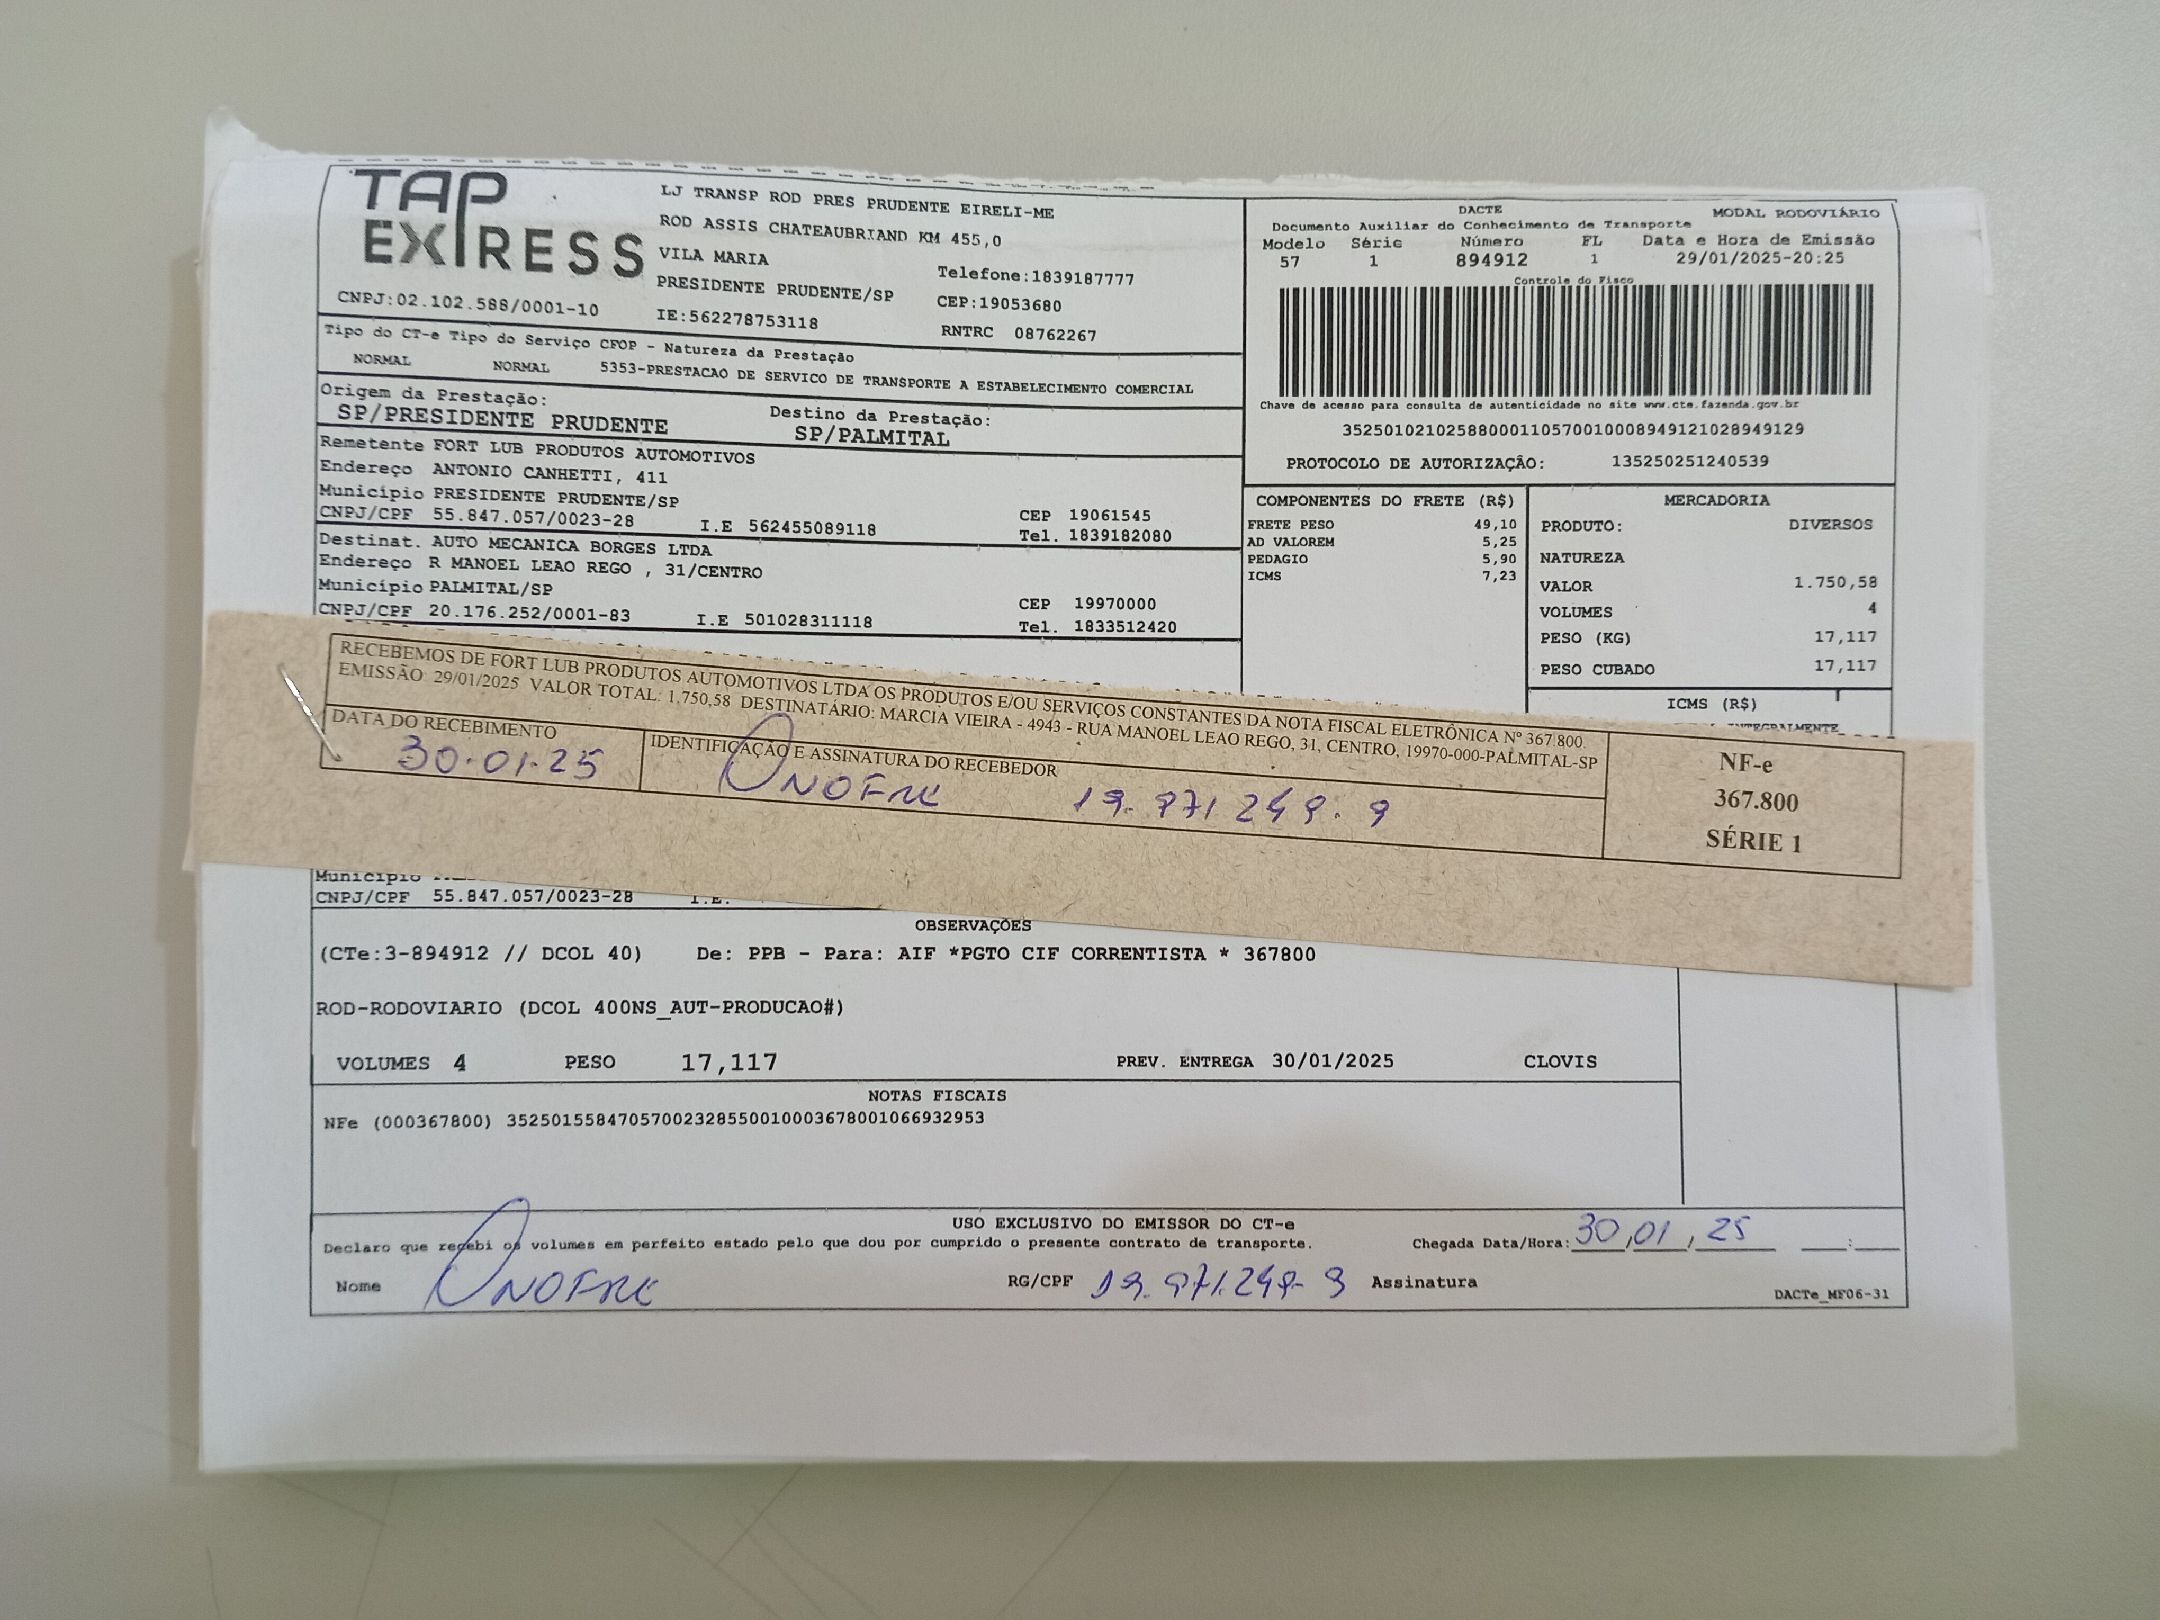 TAP
EXPRESS
CNPJ:02.102.588/0001-10
LJ TRANSP ROD PRES PRUDENTE EIRELI-ME
ROD ASSIS CHATEAUBRIAND KM 455,0
VILA MARIA
Telefone:1839187777
PRESIDENTE PRUDENTE/SP CEP:19053680
IE:562278753118 RNTRC 08762267
DACTE MODAL RODOVIÁRIO
Documento Auxiliar do Conhecimento de Transporte
Modelo Série Número FL Data e Hora de Emissão
57 1 894912 1 29/01/2025-20:25
Controle do Fisco
Chave de acesso para consulta de autenticidade no site www.cte.fazenda.gov.br
35250102102588000110570010008949121028949129
PROTOCOLO DE AUTORIZAÇÃO: 135250251240539
Tipo do CT-e Tipo do Serviço CFOP - Natureza da Prestação
NORMAL NORMAL 5353-PRESTACAO DE SERVICO DE TRANSPORTE A ESTABELECIMENTO COMERCIAL
Origem da Prestação: Destino da Prestação:
SP/PRESIDENTE PRUDENTE SP/PALMITAL
Remetente FORT LUB PRODUTOS AUTOMOTIVOS
Endereço ANTONIO CANHETTI, 411
Município PRESIDENTE PRUDENTE/SP CEP 19061545
CNPJ/CPF 55.847.057/0023-28 I.E 562455089118 Tel. 1839182080
Destinat. AUTO MECANICA BORGES LTDA
Endereço R MANOEL LEAO REGO , 31/CENTRO
Município PALMITAL/SP CEP 19970000
CNPJ/CPF 20.176.252/0001-83 I.E 501028311118 Tel. 1833512420
COMPONENTES DO FRETE (R$)
FRETE PESO 49,10
AD VALOREM 5,25
PEDAGIO 5,90
ICMS 7,23
MERCADORIA
PRODUTO: DIVERSOS
NATUREZA
VALOR 1.750,58
VOLUMES 4
PESO (KG) 17,117
PESO CUBADO 17,117
ICMS (R$)
INTEGRALMENTE
RECEBEMOS DE FORT LUB PRODUTOS AUTOMOTIVOS LTDA OS PRODUTOS E/OU SERVIÇOS CONSTANTES DA NOTA FISCAL ELETRÔNICA Nº 367.800.
EMISSÃO: 29/01/2025 VALOR TOTAL: 1.750,58 DESTINATÁRIO: MARCIA VIEIRA - 4943 - RUA MANOEL LEAO REGO, 31, CENTRO, 19970-000-PALMITAL-SP
DATA DO RECEBIMENTO IDENTIFICAÇÃO E ASSINATURA DO RECEBEDOR
30.01.25 ONOFRE 19.971249.9
NF-e
367.800
SÉRIE 1
Município
CNPJ/CPF 55.847.057/0023-28 I.E.
OBSERVAÇÕES
(CTe:3-894912 // DCOL 40) De: PPB - Para: AIF *PGTO CIF CORRENTISTA * 367800
ROD-RODOVIARIO (DCOL 400NS_AUT-PRODUCAO#)
VOLUMES 4 PESO 17,117 PREV. ENTREGA 30/01/2025 CLOVIS
NOTAS FISCAIS
NFe (000367800) 35250155847057002328550010003678001066932953
USO EXCLUSIVO DO EMISSOR DO CT-e
Declaro que recebi os volumes em perfeito estado pelo que dou por cumprido o presente contrato de transporte. Chegada Data/Hora: 30,01,25 __:__
Nome ONOFRE RG/CPF 19.971.249-9 Assinatura
DACTe_MF06-31